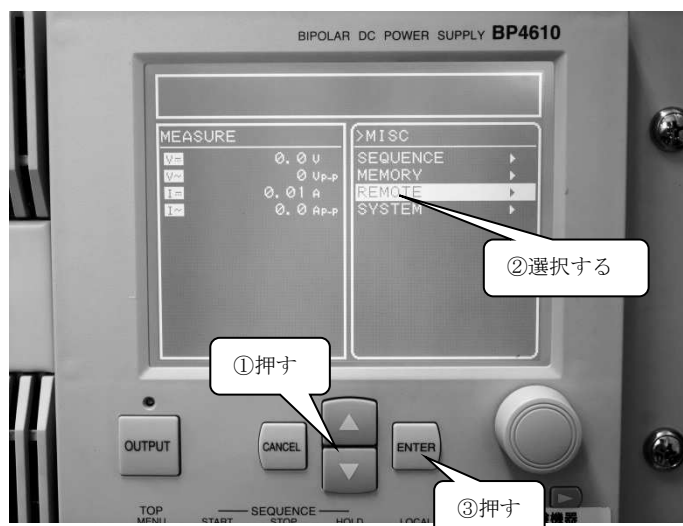 BIPOLAR DC POWER SUPPLY BP4610
MEASURE
V= 0.0 V
V~ 0 Vp-p
I= 0.01 A
I~ 0.0 Ap-p
>MISC
SEQUENCE
MEMORY
REMOTE
SYSTEM
②選択する
①押す
OUTPUT
CANCEL
ENTER
③押す
TOP
MENU
SEQUENCE
START STOP HOLD LOCAL
機器